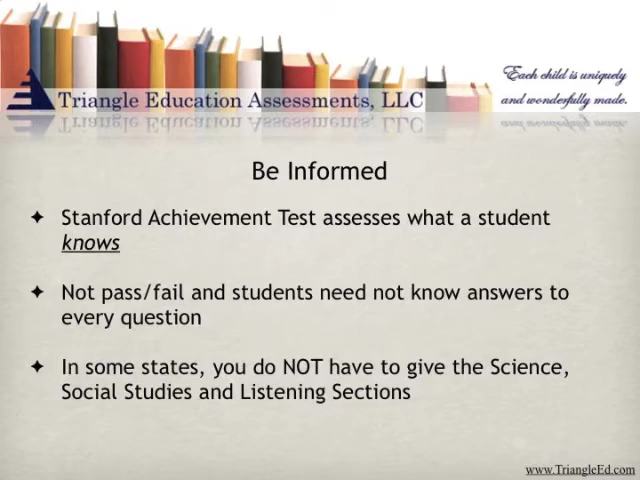 Each child is uniquely
and wonderfully made.
Triangle Education Assessments, LLC
Be Informed
✦ Stanford Achievement Test assesses what a student
knows
✦ Not pass/fail and students need not know answers to
every question
✦ In some states, you do NOT have to give the Science,
Social Studies and Listening Sections
www.TriangleEd.com